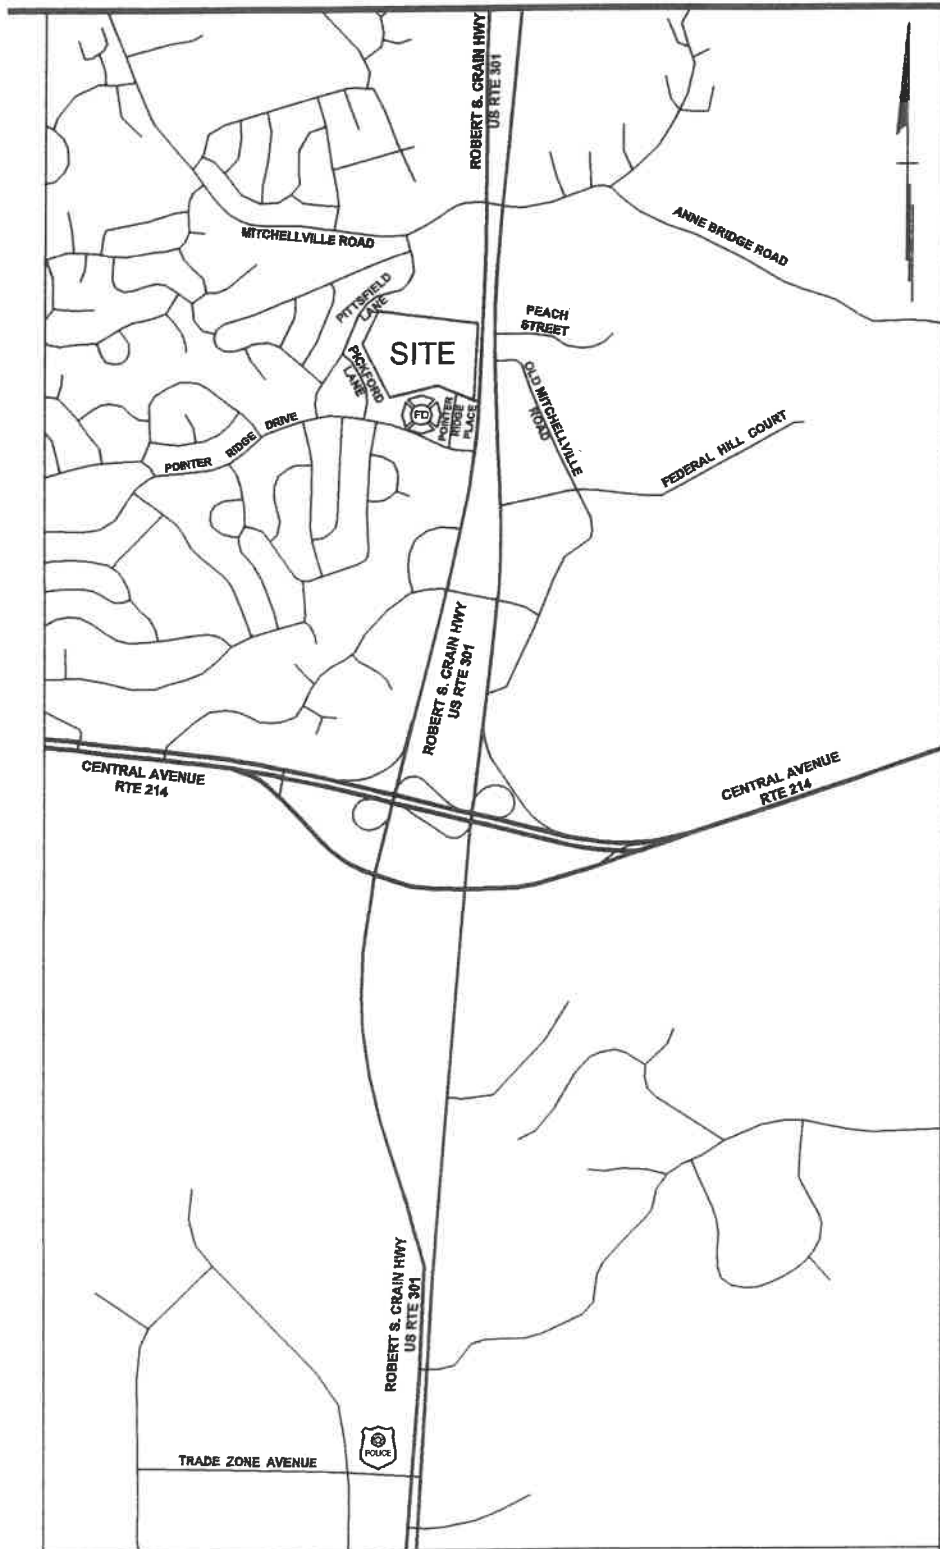 ROBERT S. CRAIN HWY
US RTE 301
ANNE BRIDGE ROAD
MITCHELLVILLE ROAD
PITTSFIELD
LANE
PEACH
STREET
SITE
PICKFORD
LANE
OLD MITCHELLVILLE
ROAD
FD
POINTER
RIDGE
PLACE
POINTER RIDGE DRIVE
FEDERAL HILL COURT
ROBERT S. CRAIN HWY
US RTE 301
CENTRAL AVENUE
RTE 214
CENTRAL AVENUE
RTE 214
ROBERT S. CRAIN HWY
US RTE 301
POLICE
TRADE ZONE AVENUE